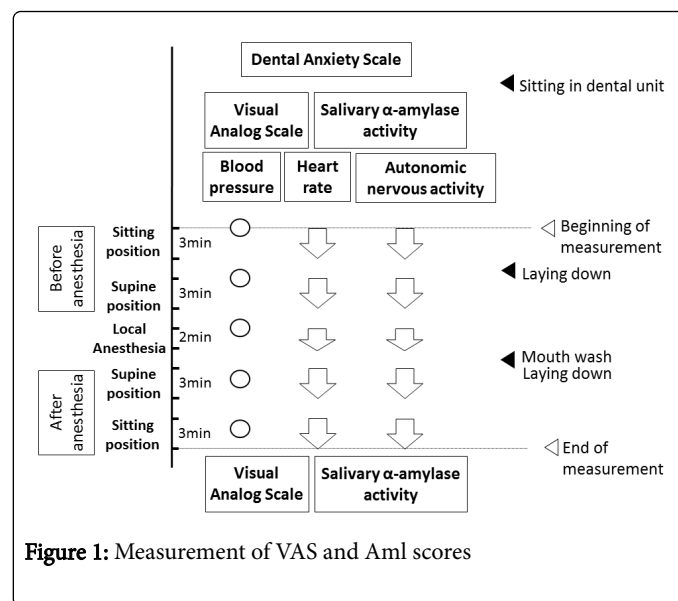 Dental Anxiety Scale
Sitting in dental unit
Visual
Analog Scale
Salivary α-amylase
activity
Blood
pressure
Heart
rate
Autonomic
nervous activity
Before
anesthesia
Sitting
position
3min
Beginning of
measurement
Laying down
Supine
position
3min
Local
Anesthesia
2min
Mouth wash
Laying down
After
anesthesia
Supine
position
3min
Sitting
position
3min
End of
measurement
Visual
Analog Scale
Salivary α-amylase
activity
Figure 1: Measurement of VAS and Aml scores